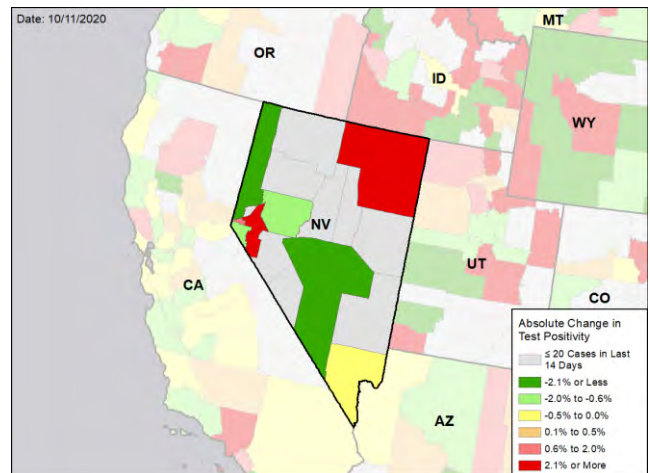 Date: 10/11/2020
MT
OR
ID
WY
NV
UT
CA
CO
AZ
Absolute Change in
Test Positivity
≤ 20 Cases in Last
14 Days
-2.1% or Less
-2.0% to -0.6%
-0.5% to 0.0%
0.1% to 0.5%
0.6% to 2.0%
2.1% or More